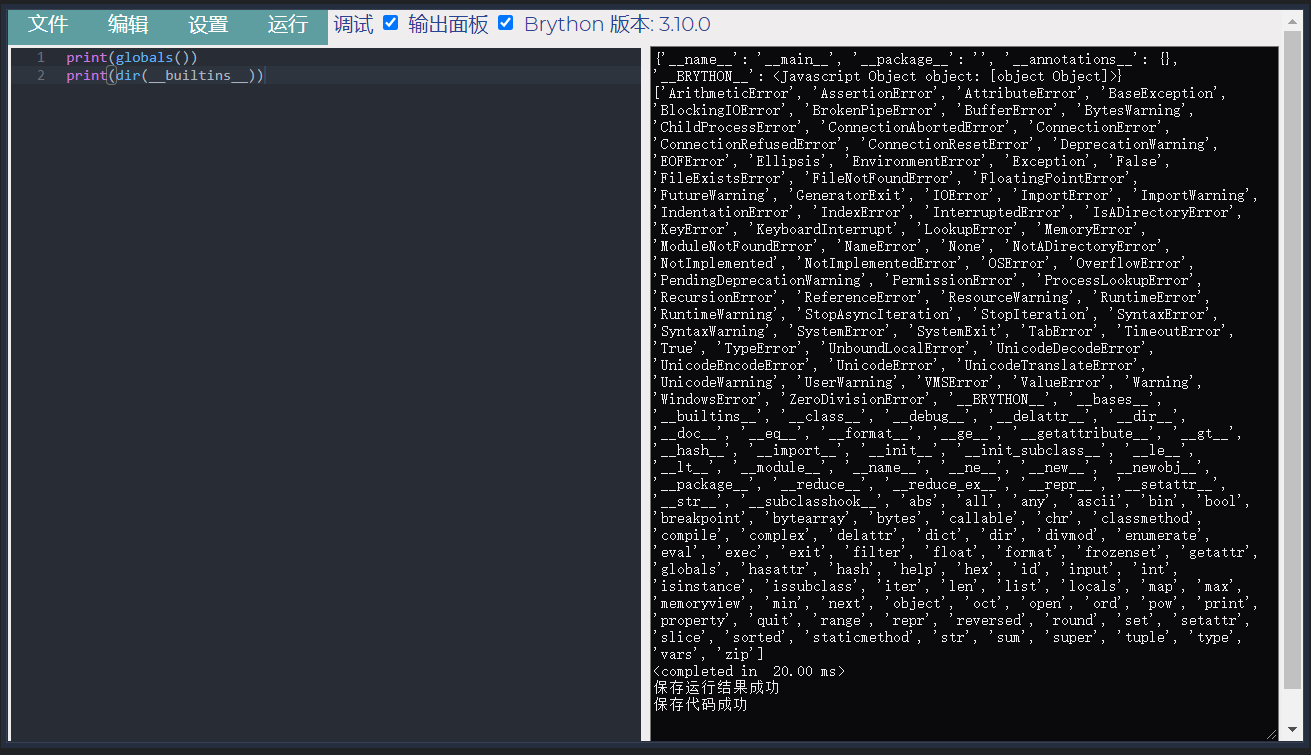 文件 编辑 设置 运行 调试 输出面板 Brython 版本: 3.10.0
1 print(globals())
2 print(dir(__builtins__))
{'__name__': '__main__', '__package__': '', '__annotations__': {},
'__BRYTHON__': <Javascript Object object: [object Object]>}
['ArithmeticError', 'AssertionError', 'AttributeError', 'BaseException',
'BlockingIOError', 'BrokenPipeError', 'BufferError', 'BytesWarning',
'ChildProcessError', 'ConnectionAbortedError', 'ConnectionError',
'ConnectionRefusedError', 'ConnectionResetError', 'DeprecationWarning',
'EOFError', 'Ellipsis', 'EnvironmentError', 'Exception', 'False',
'FileExistsError', 'FileNotFoundError', 'FloatingPointError',
'FutureWarning', 'GeneratorExit', 'IOError', 'ImportError', 'ImportWarning',
'IndentationError', 'IndexError', 'InterruptedError', 'IsADirectoryError',
'KeyError', 'KeyboardInterrupt', 'LookupError', 'MemoryError',
'ModuleNotFoundError', 'NameError', 'None', 'NotADirectoryError',
'NotImplemented', 'NotImplementedError', 'OSError', 'OverflowError',
'PendingDeprecationWarning', 'PermissionError', 'ProcessLookupError',
'RecursionError', 'ReferenceError', 'ResourceWarning', 'RuntimeError',
'RuntimeWarning', 'StopAsyncIteration', 'StopIteration', 'SyntaxError',
'SyntaxWarning', 'SystemError', 'SystemExit', 'TabError', 'TimeoutError',
'True', 'TypeError', 'UnboundLocalError', 'UnicodeDecodeError',
'UnicodeEncodeError', 'UnicodeError', 'UnicodeTranslateError',
'UnicodeWarning', 'UserWarning', 'VMSError', 'ValueError', 'Warning',
'WindowsError', 'ZeroDivisionError', '__BRYTHON__', '__bases__',
'__builtins__', '__class__', '__debug__', '__delattr__', '__dir__',
'__doc__', '__eq__', '__format__', '__ge__', '__getattribute__', '__gt__',
'__hash__', '__import__', '__init__', '__init_subclass__', '__le__',
'__lt__', '__module__', '__name__', '__ne__', '__new__', '__newobj__',
'__package__', '__reduce__', '__reduce_ex__', '__repr__', '__setattr__',
'__str__', '__subclasshook__', 'abs', 'all', 'any', 'ascii', 'bin', 'bool',
'breakpoint', 'bytearray', 'bytes', 'callable', 'chr', 'classmethod',
'compile', 'complex', 'delattr', 'dict', 'dir', 'divmod', 'enumerate',
'eval', 'exec', 'exit', 'filter', 'float', 'format', 'frozenset', 'getattr',
'globals', 'hasattr', 'hash', 'help', 'hex', 'id', 'input', 'int',
'isinstance', 'issubclass', 'iter', 'len', 'list', 'locals', 'map', 'max',
'memoryview', 'min', 'next', 'object', 'oct', 'open', 'ord', 'pow', 'print',
'property', 'quit', 'range', 'repr', 'reversed', 'round', 'set', 'setattr',
'slice', 'sorted', 'staticmethod', 'str', 'sum', 'super', 'tuple', 'type',
'vars', 'zip']
<completed in  20.00 ms>
保存运行结果成功
保存代码成功